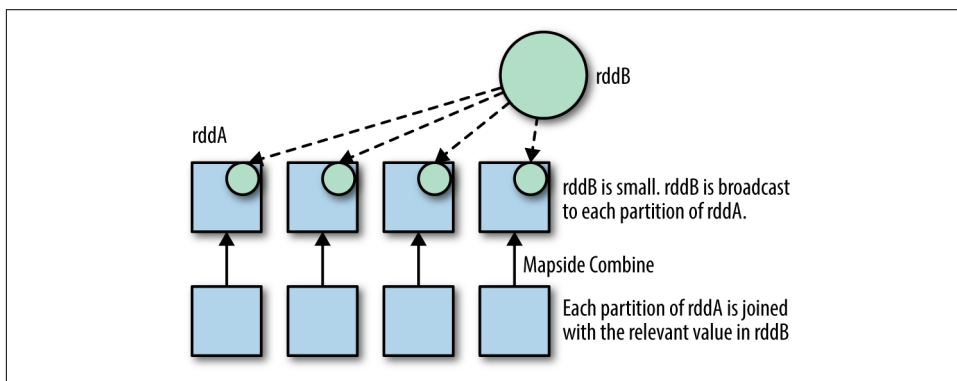 rddB
rddA
rddB is small. rddB is broadcast
to each partition of rddA.
Mapside Combine
Each partition of rddA is joined
with the relevant value in rddB